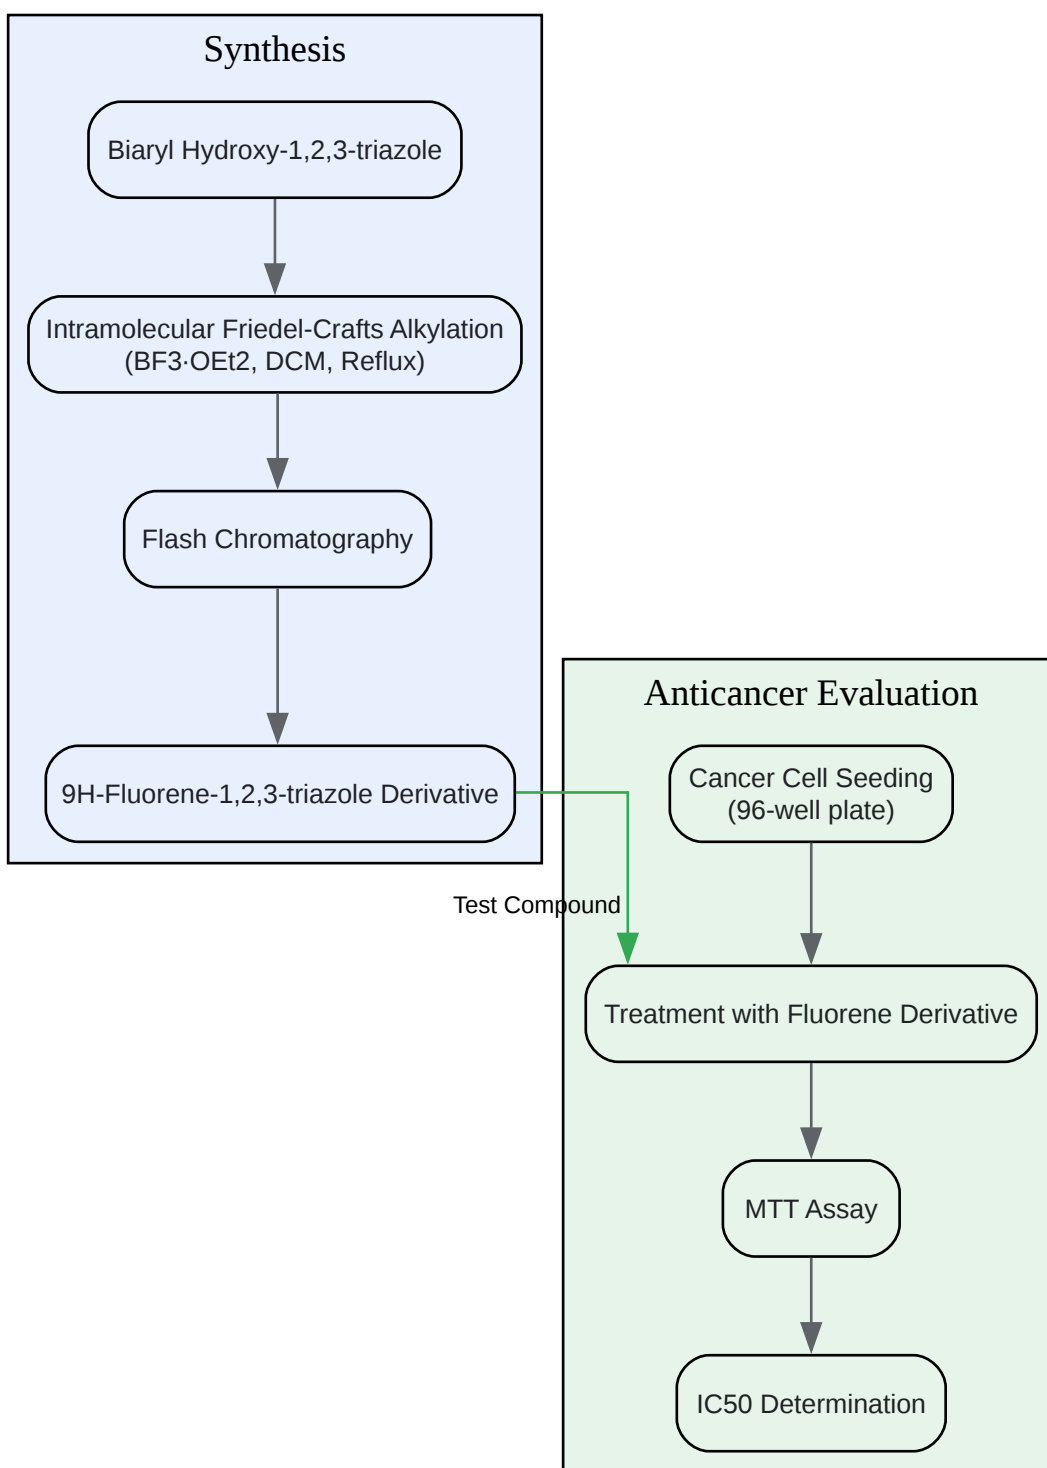 Synthesis
Biaryl Hydroxy-1,2,3-triazole
Intramolecular Friedel-Crafts Alkylation
(BF3·OEt2, DCM, Reflux)
Flash Chromatography
9H-Fluorene-1,2,3-triazole Derivative
Test Compound
Anticancer Evaluation
Cancer Cell Seeding
(96-well plate)
Treatment with Fluorene Derivative
MTT Assay
IC50 Determination